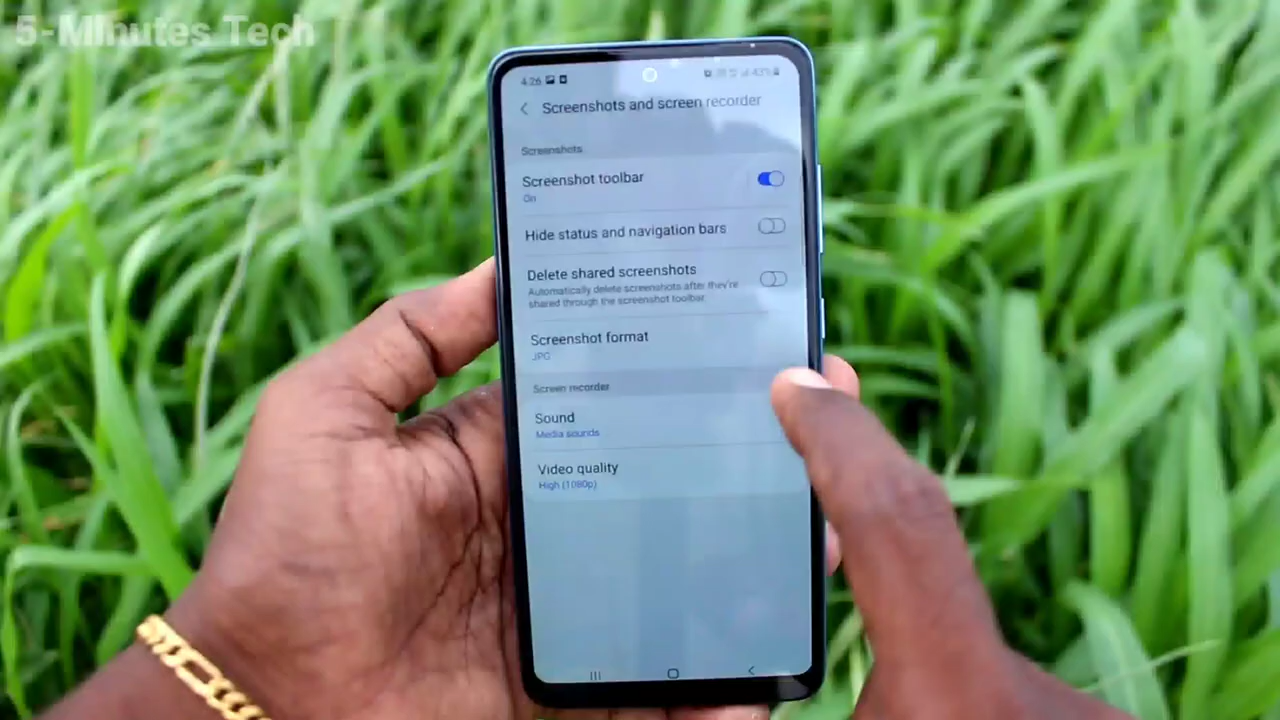 5-MInutes Tech
4:26
43%
Screenshots and screen recorder
Screenshots
Screenshot toolbar
On
Hide status and navigation bars
Delete shared screenshots
Automatically delete screenshots after they're
shared through the screenshot toolbar.
Screenshot format
JPG
Screen recorder
Sound
Media sounds
Video quality
High (1080p)